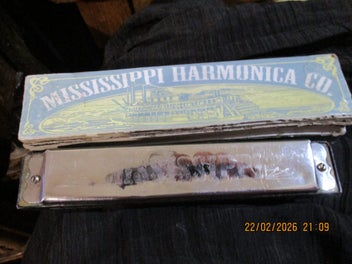 MISSISSIPPI HARMONICA CO.
22/02/2026 21:09